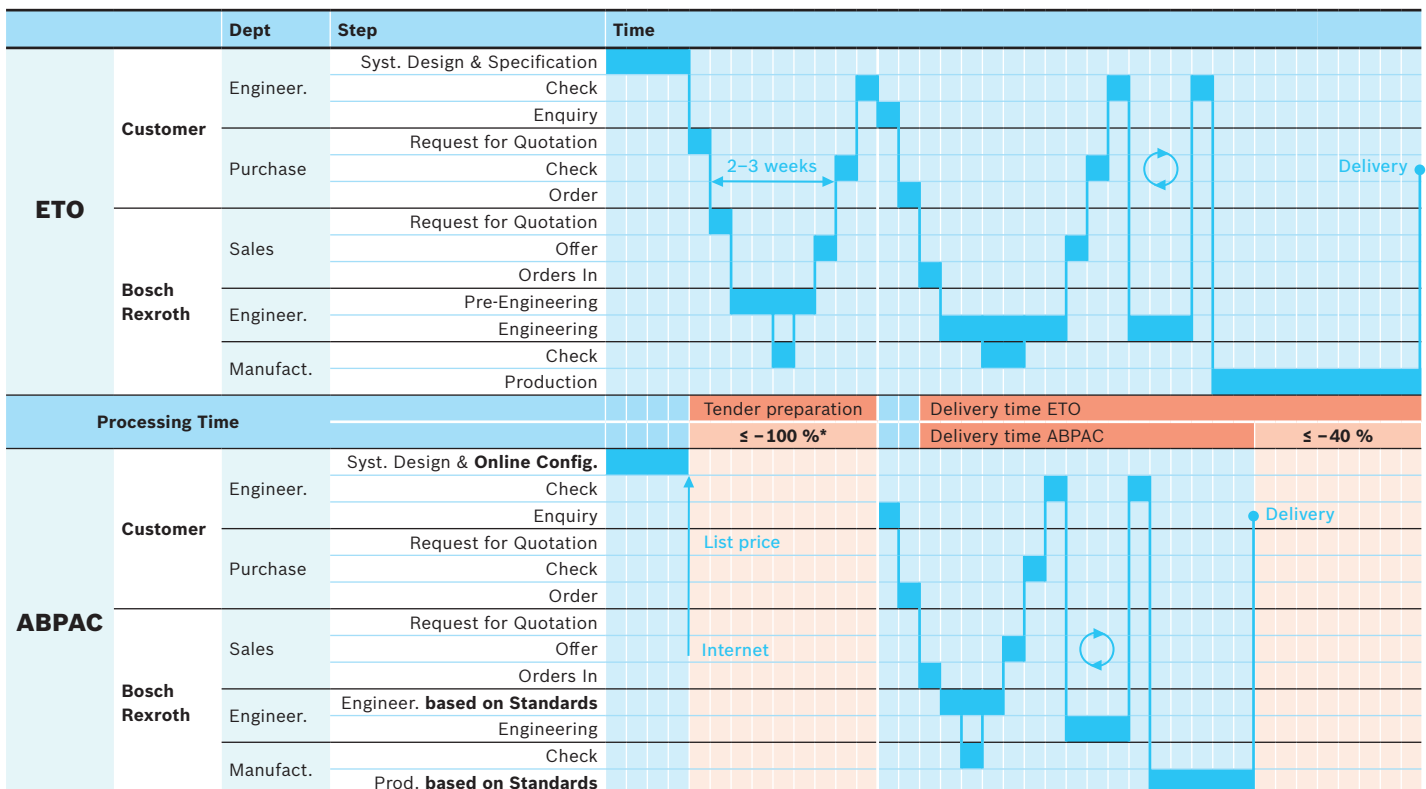 Dept Step Time
Syst. Design & Specification
Engineer. Check
Enquiry
Customer
Request for Quotation
Purchase Check 2–3 weeks Delivery
Order
ETO
Request for Quotation
Sales Offer
Orders In
Bosch
Rexroth
Pre-Engineering
Engineer.
Engineering
Check
Manufact.
Production
Processing Time
Tender preparation Delivery time ETO
≤ –100 %* Delivery time ABPAC ≤ –40 %
Syst. Design & Online Config.
Engineer. Check
Enquiry Delivery
Customer
Request for Quotation List price
Purchase Check
Order
ABPAC
Request for Quotation
Sales Offer Internet
Orders In
Bosch
Rexroth
Engineer. based on Standards
Engineer.
Engineering
Check
Manufact.
Prod. based on Standards